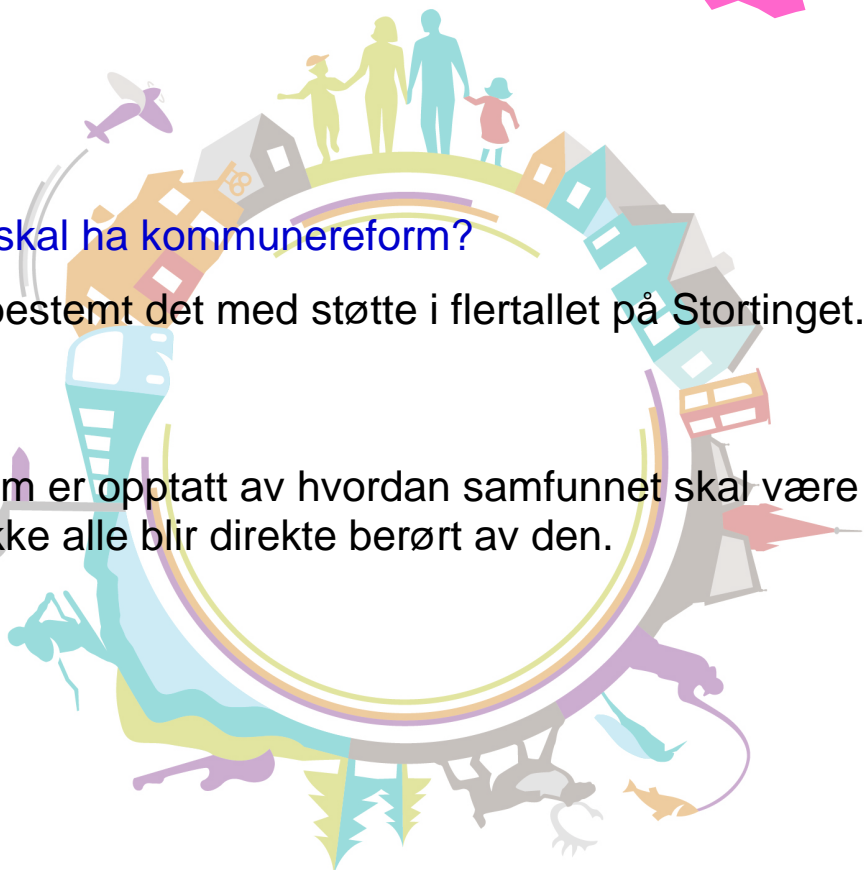 skal ha kommunereform?
bestemt det med støtte i flertallet på Stortinget.
m er opptatt av hvordan samfunnet skal være
kke alle blir direkte berørt av den.